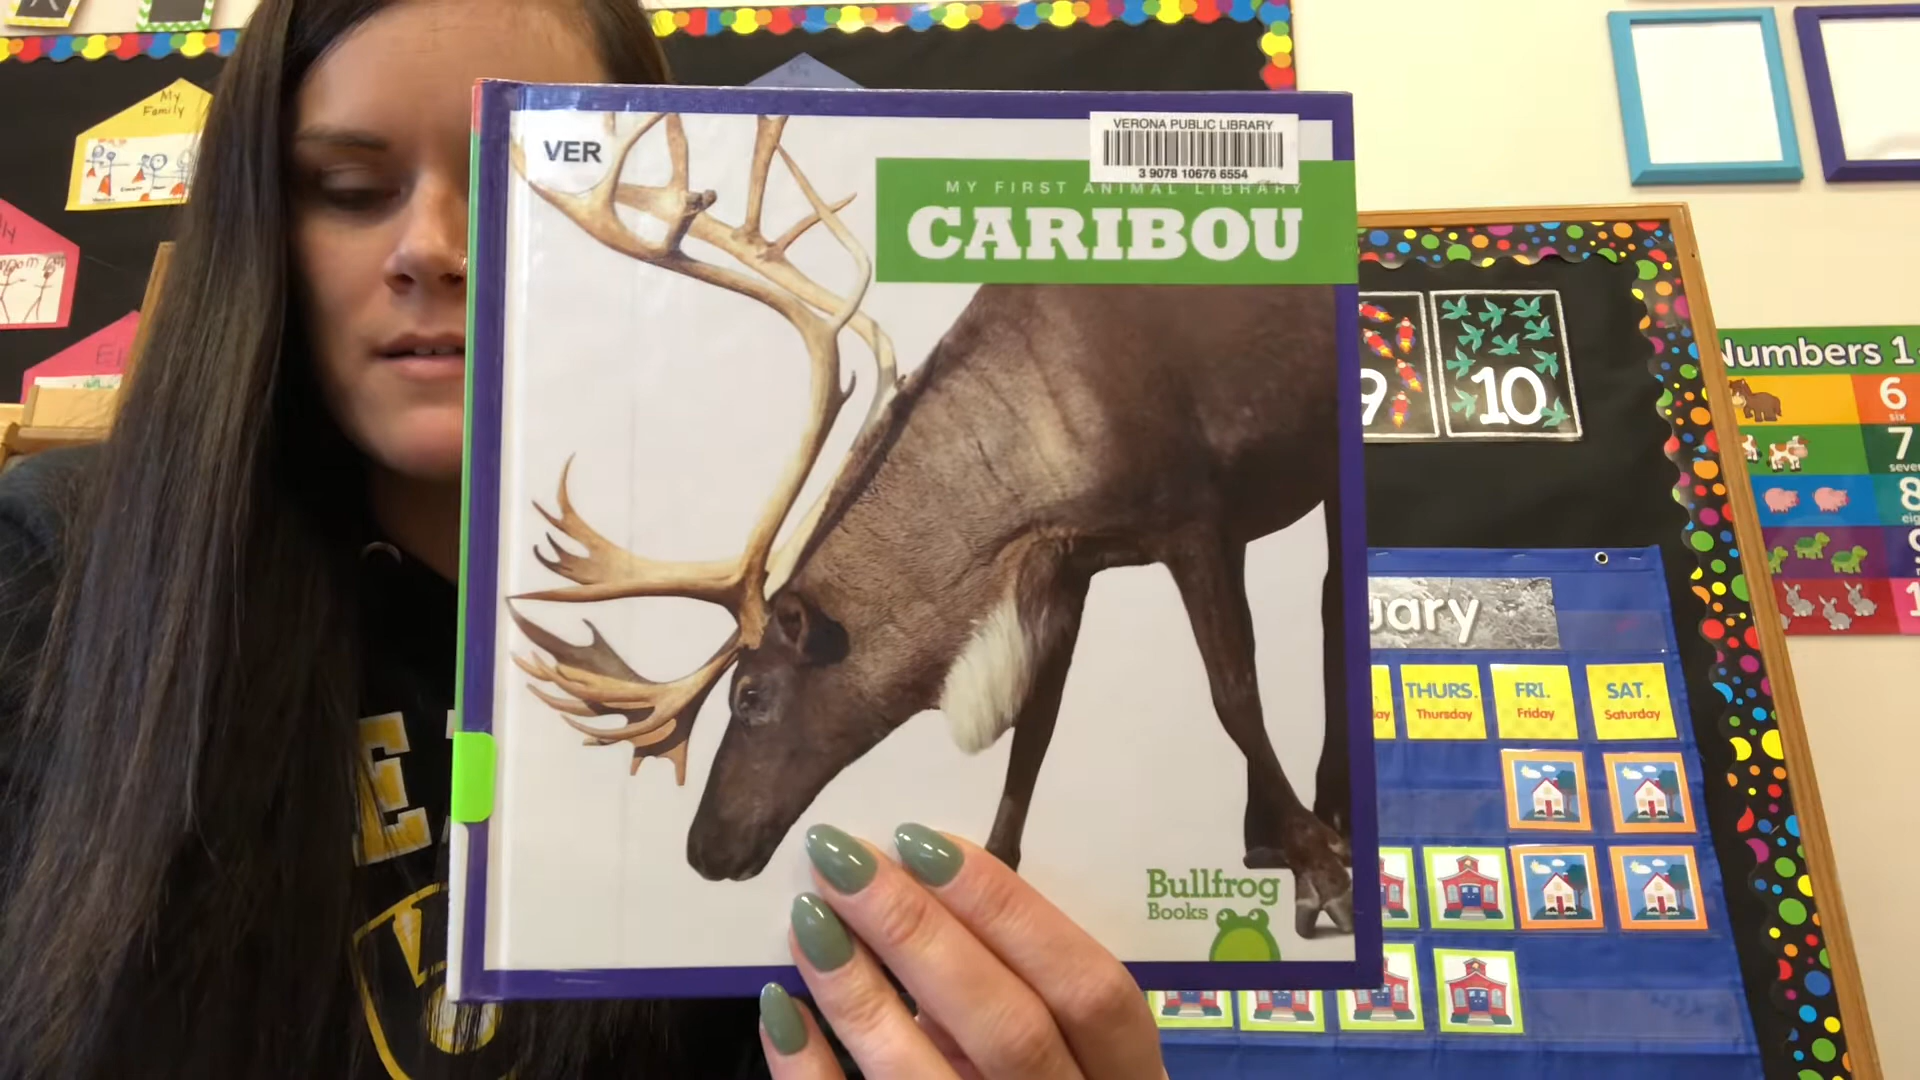 My
Family
VER
VERONA PUBLIC LIBRARY
3 9078 10676 6554
MY FIRST ANIMAL LIBRARY
CARIBOU
Bullfrog
Books
9
10
Numbers 1
6
six
7
8
uary
THURS.
Thursday
FRI.
Friday
SAT.
Saturday